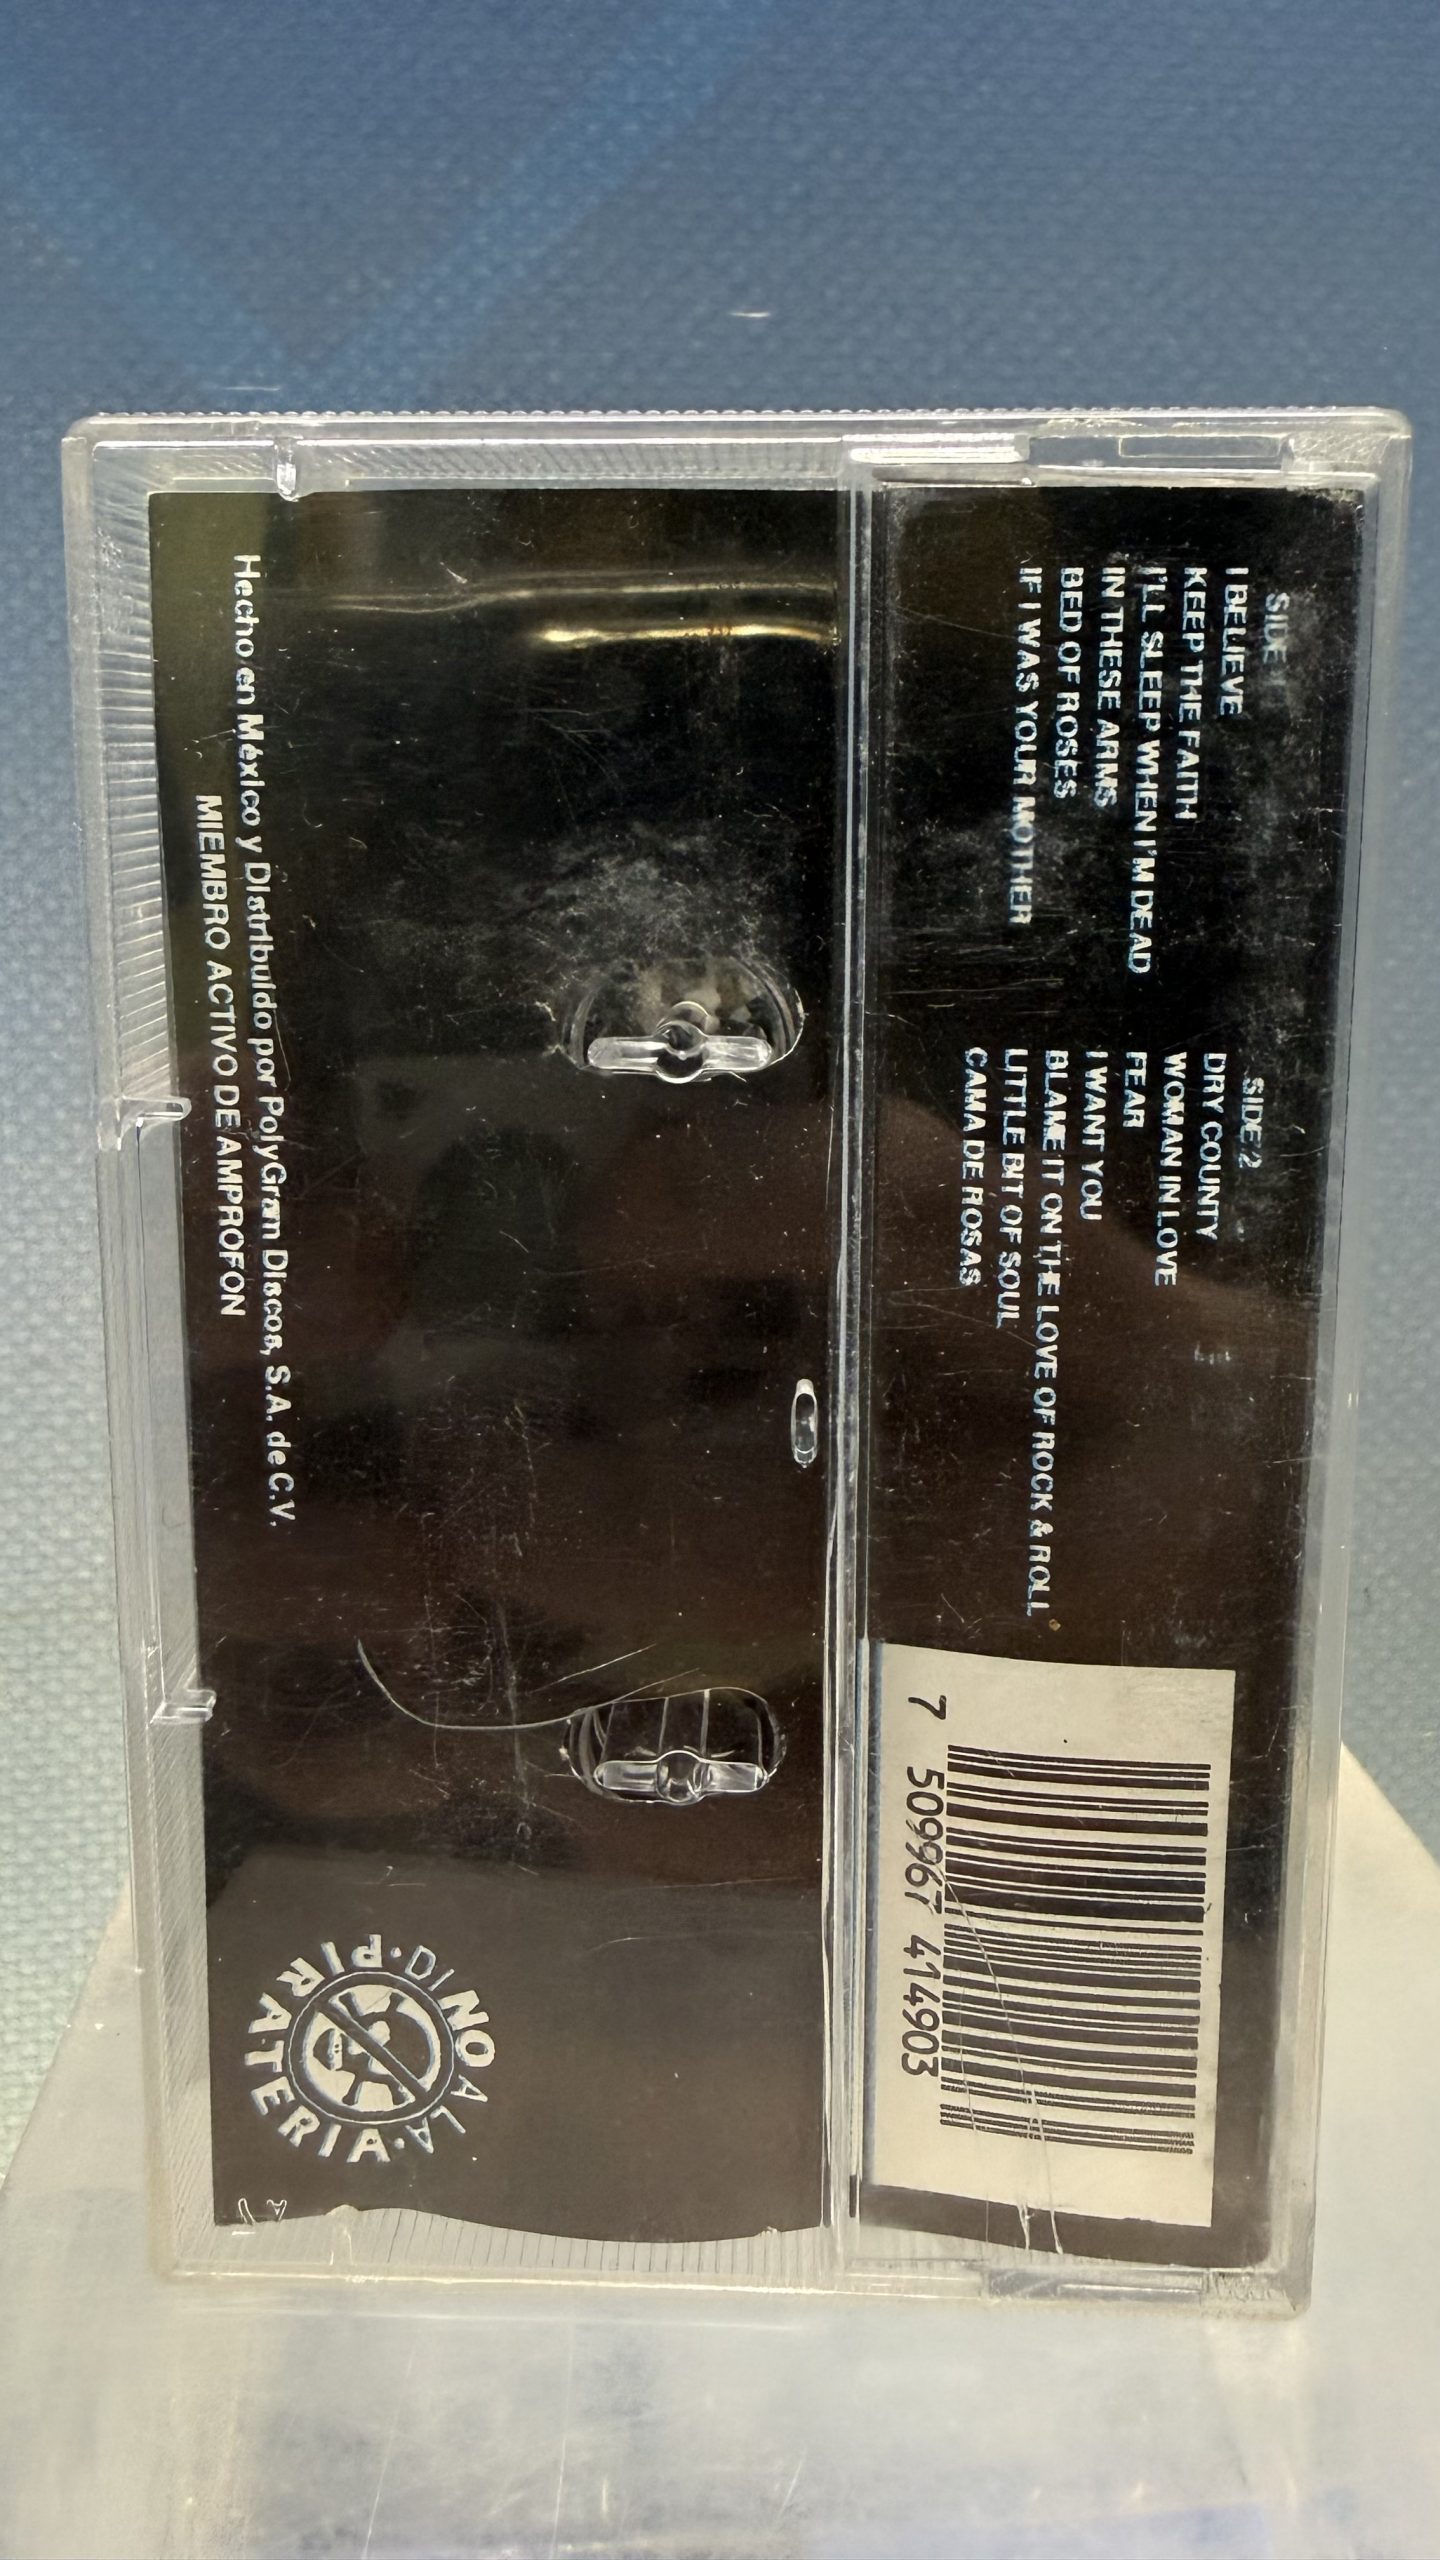 SIDE 1
I BELIEVE
KEEP THE FAITH
I'LL SLEEP WHEN I'M DEAD
IN THESE ARMS
BED OF ROSES
IF I WAS YOUR MOTHER
SIDE 2
DRY COUNTY
WOMAN IN LOVE
FEAR
I WANT YOU
BLAME IT ON THE LOVE OF ROCK & ROLL
LITTLE BIT OF SOUL
CAMA DE ROSAS
7 509967 414903
Hecho en México y Distribuido por PolyGram Discos, S.A. de C.V.
MIEMBRO ACTIVO DE AMPROFON
·DI NO A LA·
PIRATERIA